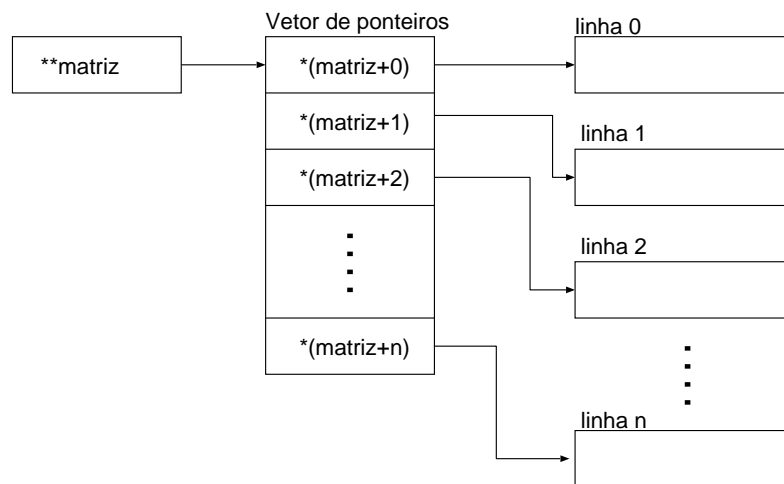 Vetor de ponteiros
linha 0
**matriz
*(matriz+0)
*(matriz+1)
linha 1
*(matriz+2)
linha 2
*(matriz+n)
linha n